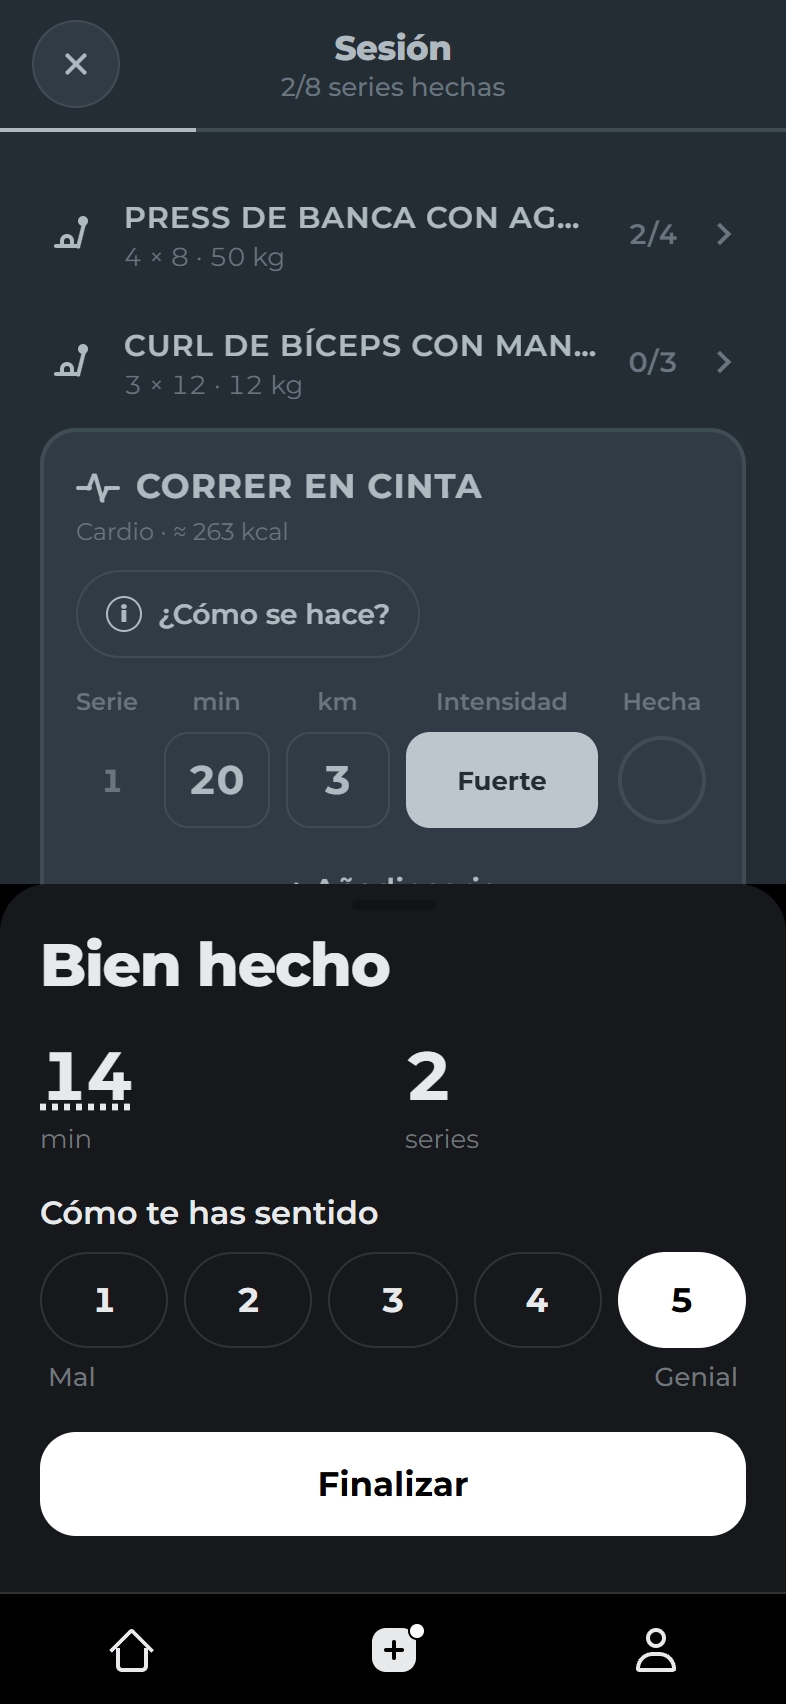 Sesión
2/8 series hechas
PRESS DE BANCA CON AG...
2/4
4 × 8 · 50 kg
CURL DE BÍCEPS CON MAN...
0/3
3 × 12 · 12 kg
CORRER EN CINTA
Cardio · ≈ 263 kcal
¿Cómo se hace?
Serie min km Intensidad Hecha
1 20 3 Fuerte
Bien hecho
14 2
min series
Cómo te has sentido
1 2 3 4 5
Mal Genial
Finalizar